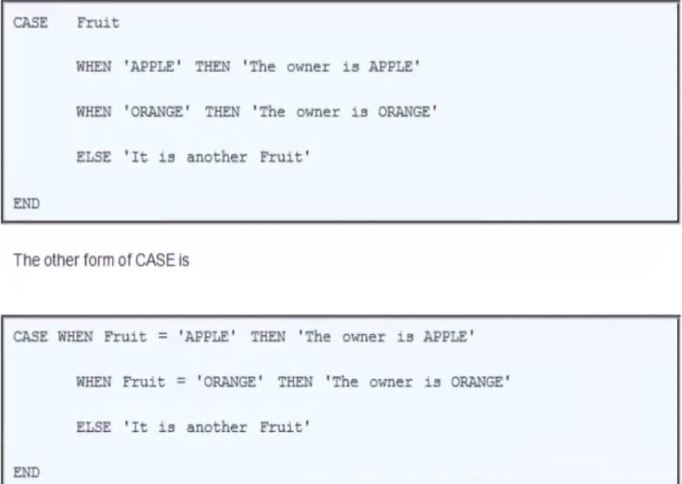 CASE Fruit
WHEN 'APPLE' THEN 'The owner is APPLE'
WHEN 'ORANGE' THEN 'The owner is ORANGE'
ELSE 'It is another Fruit'
END
The other form of CASE is
CASE WHEN Fruit = 'APPLE' THEN 'The owner is APPLE'
WHEN Fruit = 'ORANGE' THEN 'The owner is ORANGE'
ELSE 'It is another Fruit'
END